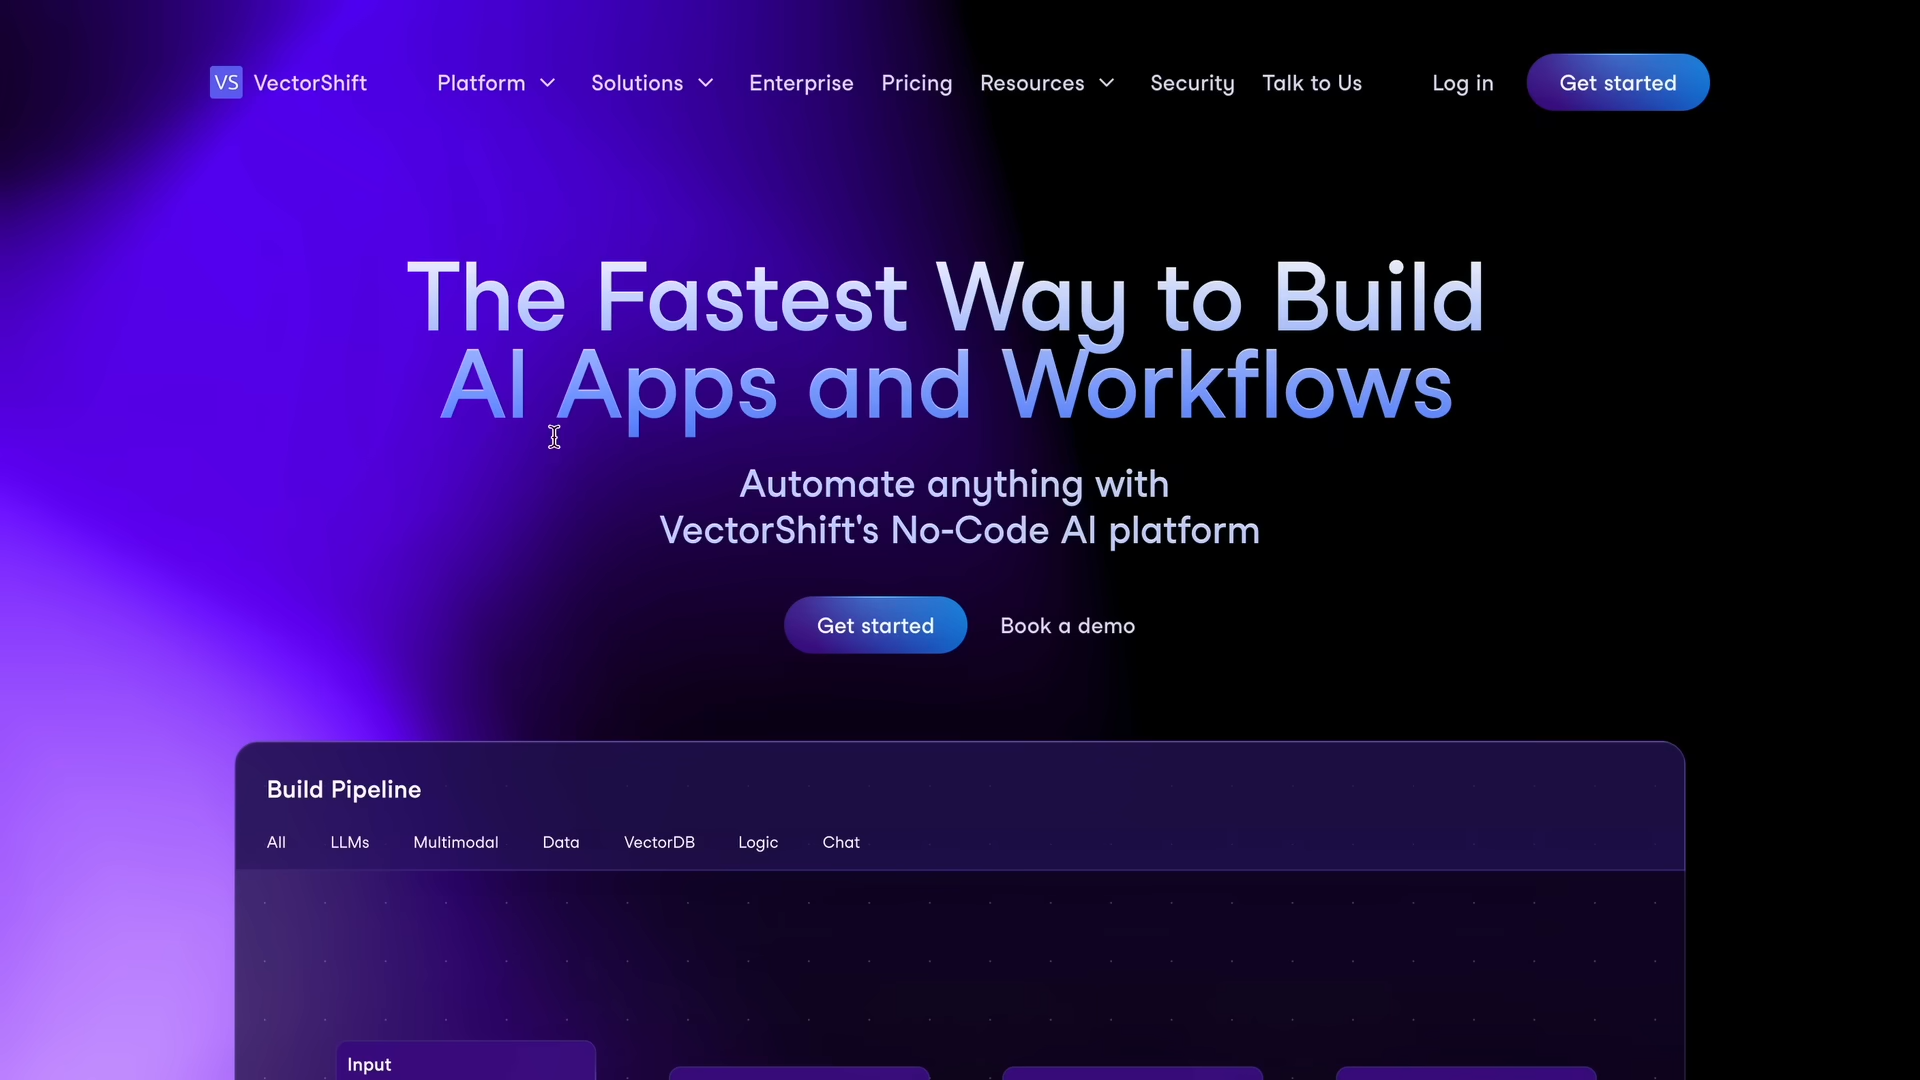 VS VectorShift Platform Solutions Enterprise Pricing Resources Security Talk to Us Log in Get started
The Fastest Way to Build
AI Apps and Workflows
Automate anything with
VectorShift's No-Code AI platform
Get started Book a demo
Build Pipeline
All LLMs Multimodal Data VectorDB Logic Chat
Input